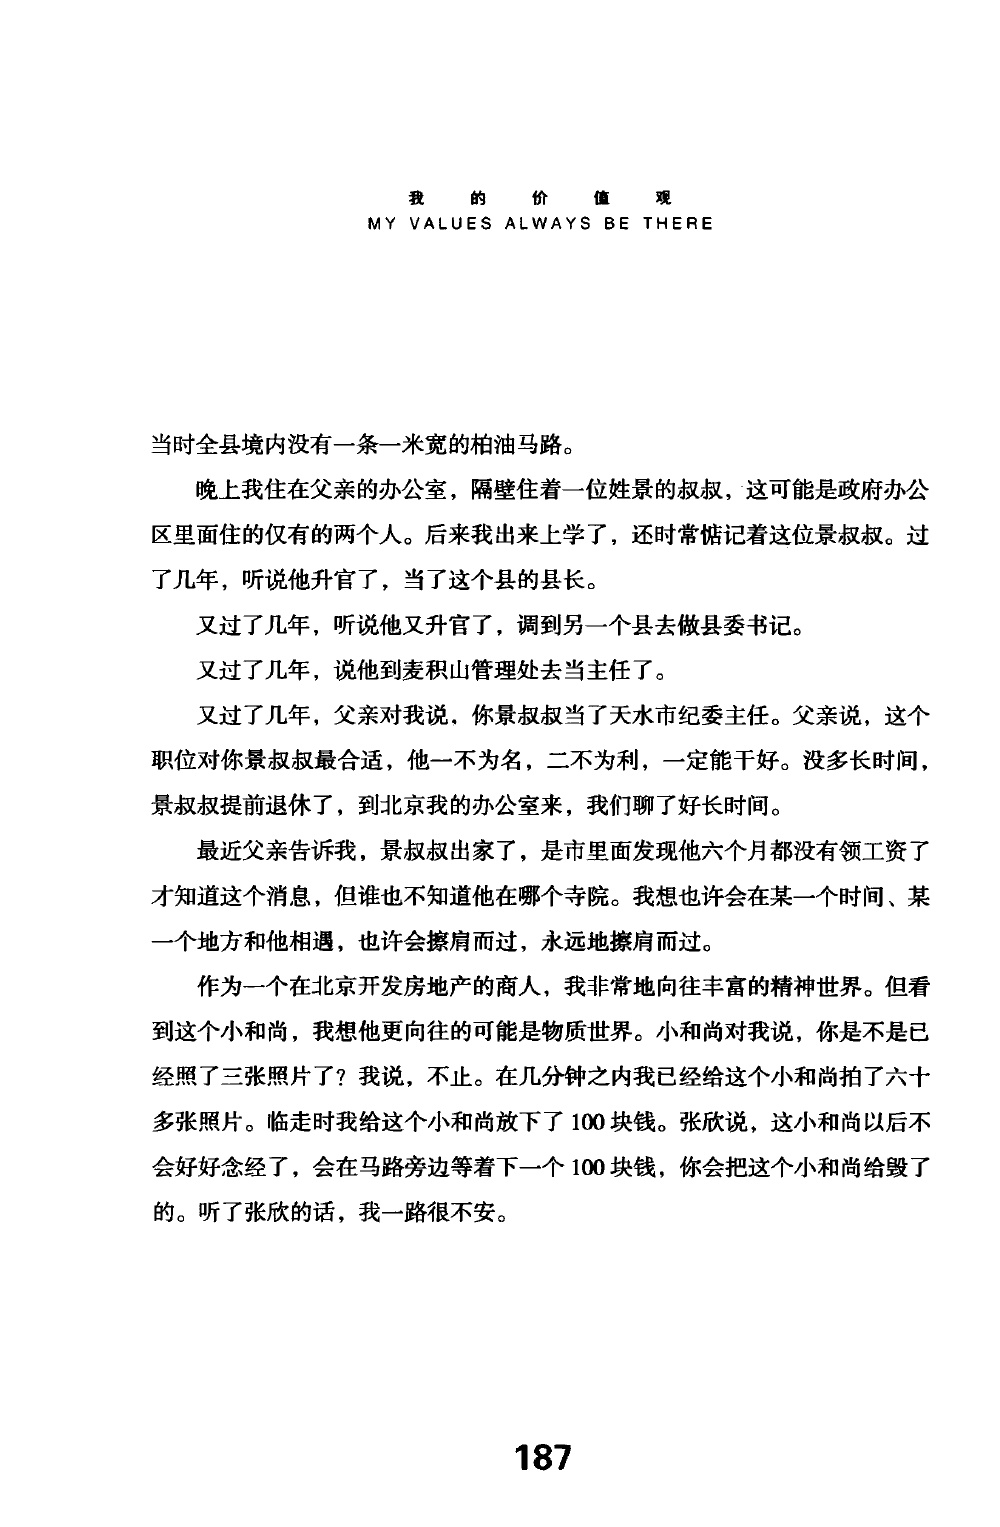 我的价值观
MY VALUES ALWAYS BE THERE
当时全县境内没有一条一米宽的柏油马路。
晚上我住在父亲的办公室，隔壁住着一位姓景的叔叔，这可能是政府办公
区里面住的仅有的两个人。后来我出来上学了，还时常惦记着这位景叔叔。过
了几年，听说他升官了，当了这个县的县长。
又过了几年，听说他又升官了，调到另一个县去做县委书记。
又过了几年，说他到麦积山管理处去当主任了。
又过了几年，父亲对我说，你景叔叔当了天水市纪委主任。父亲说，这个
职位对你景叔叔最合适，他一不为名，二不为利，一定能干好。没多长时间，
景叔叔提前退休了，到北京我的办公室来，我们聊了好长时间。
最近父亲告诉我，景叔叔出家了，是市里面发现他六个月都没有领工资了
才知道这个消息，但谁也不知道他在哪个寺院。我想也许会在某一个时间、某
一个地方和他相遇，也许会擦肩而过，永远地擦肩而过。
作为一个在北京开发房地产的商人，我非常地向往丰富的精神世界。但看
到这个小和尚，我想他更向往的可能是物质世界。小和尚对我说，你是不是已
经照了三张照片了？我说，不止。在几分钟之内我已经给这个小和尚拍了六十
多张照片。临走时我给这个小和尚放下了 100 块钱。张欣说，这小和尚以后不
会好好念经了，会在马路旁边等着下一个 100 块钱，你会把这个小和尚给毁了
的。听了张欣的话，我一路很不安。
187